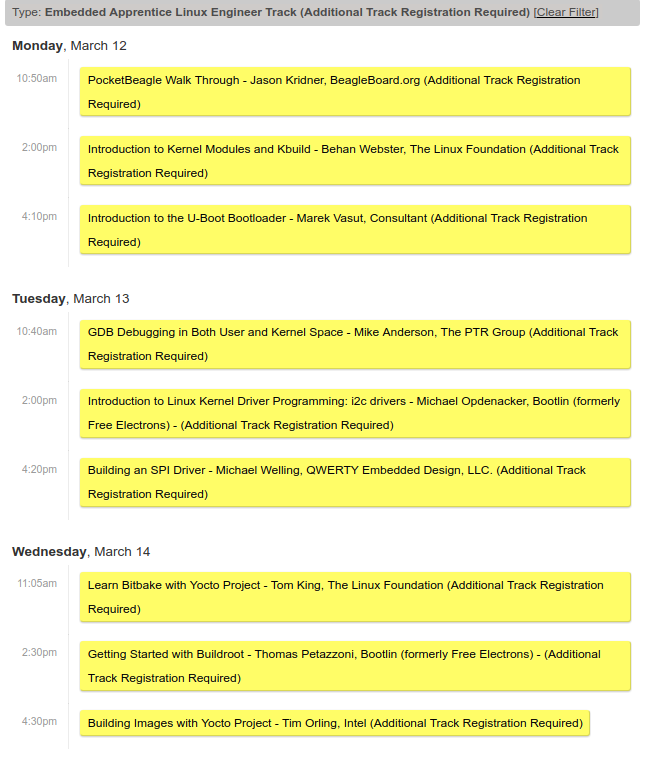 Type: Embedded Apprentice Linux Engineer Track (Additional Track Registration Required) [Clear Filter]
Monday, March 12
10:50am
PocketBeagle Walk Through - Jason Kridner, BeagleBoard.org (Additional Track Registration
Required)
2:00pm
Introduction to Kernel Modules and Kbuild - Behan Webster, The Linux Foundation (Additional Track
Registration Required)
4:10pm
Introduction to the U-Boot Bootloader - Marek Vasut, Consultant (Additional Track Registration
Required)
Tuesday, March 13
10:40am
GDB Debugging in Both User and Kernel Space - Mike Anderson, The PTR Group (Additional Track
Registration Required)
2:00pm
Introduction to Linux Kernel Driver Programming: i2c drivers - Michael Opdenacker, Bootlin (formerly
Free Electrons) - (Additional Track Registration Required)
4:20pm
Building an SPI Driver - Michael Welling, QWERTY Embedded Design, LLC. (Additional Track
Registration Required)
Wednesday, March 14
11:05am
Learn Bitbake with Yocto Project - Tom King, The Linux Foundation (Additional Track Registration
Required)
2:30pm
Getting Started with Buildroot - Thomas Petazzoni, Bootlin (formerly Free Electrons) - (Additional
Track Registration Required)
4:30pm
Building Images with Yocto Project - Tim Orling, Intel (Additional Track Registration Required)